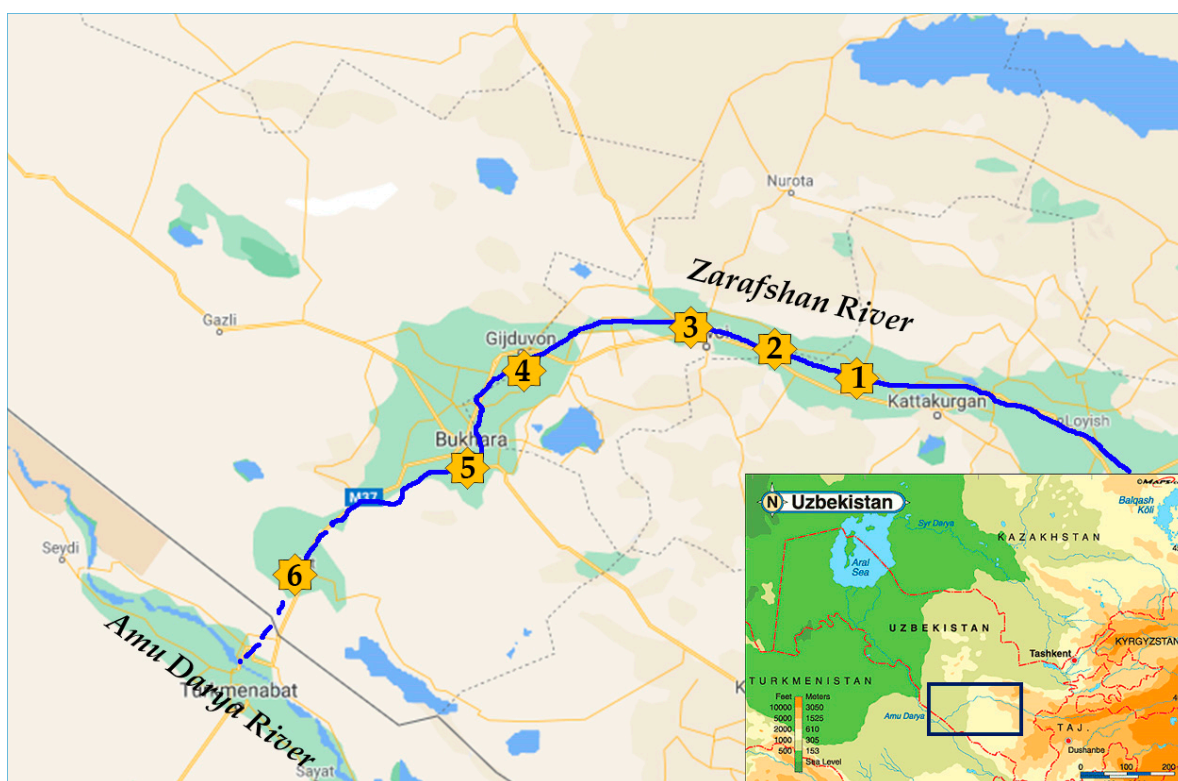 Nurota
Zarafshan River
Gazli
Gijduvon
3
2
4
1
Kattakurgan
Loyish
Bukhara
5
M37
Seydi
6
Amu Darya River
Sayat
N Uzbekistan
©MAPS
Balqash
Köli
Syr Darya
KAZAKHSTAN
Aral
Sea
UZBEKISTAN
Tashkent
KYRGYZSTAN
TURKMENISTAN
Feet Meters
10000 3050
5000 1525
2000 610
1000 305
500 153
Sea Level
Amu Darya
TAJ.
Dushanbe
0 100 200